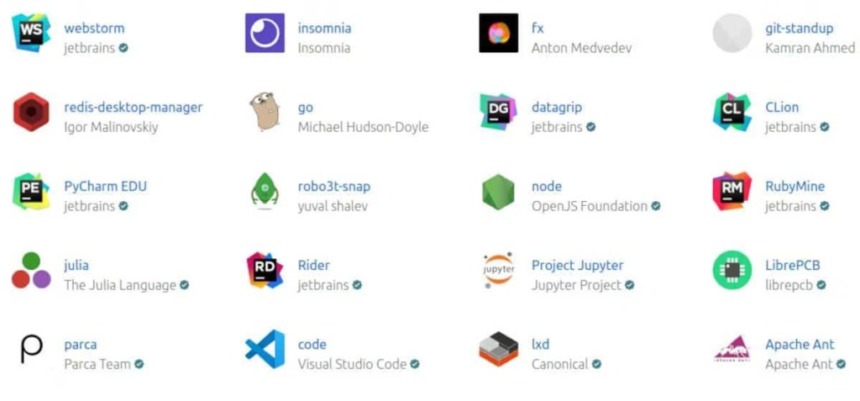 WS
webstorm
jetbrains
insomnia
Insomnia
fx
Anton Medvedev
git-standup
Kamran Ahmed
redis-desktop-manager
Igor Malinovskiy
go
Michael Hudson-Doyle
DG
datagrip
jetbrains
CL
CLion
jetbrains
PE
PyCharm EDU
jetbrains
robo3t-snap
yuval shalev
node
OpenJS Foundation
RM
RubyMine
jetbrains
julia
The Julia Language
RD
Rider
jetbrains
jupyter
Project Jupyter
Jupyter Project
LibrePCB
librepcb
parca
Parca Team
code
Visual Studio Code
lxd
Canonical
Apache Ant
Apache Ant